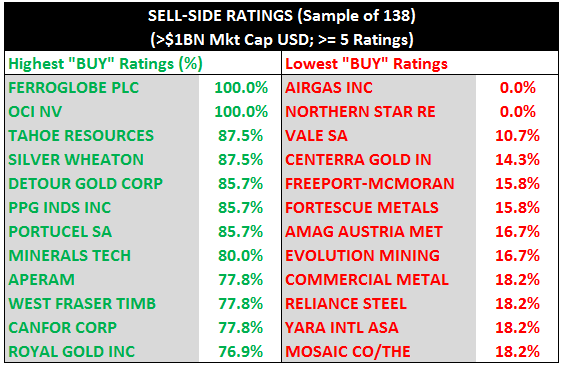 SELL-SIDE RATINGS (Sample of 138)
(>$1BN Mkt Cap USD; >= 5 Ratings)
Highest "BUY" Ratings (%) Lowest "BUY" Ratings
FERROGLOBE PLC 100.0% AIRGAS INC 0.0%
OCI NV 100.0% NORTHERN STAR RE 0.0%
TAHOE RESOURCES 87.5% VALE SA 10.7%
SILVER WHEATON 87.5% CENTERRA GOLD IN 14.3%
DETOUR GOLD CORP 85.7% FREEPORT-MCMORAN 15.8%
PPG INDS INC 85.7% FORTESCUE METALS 15.8%
PORTUCEL SA 85.7% AMAG AUSTRIA MET 16.7%
MINERALS TECH 80.0% EVOLUTION MINING 16.7%
APERAM 77.8% COMMERCIAL METAL 18.2%
WEST FRASER TIMB 77.8% RELIANCE STEEL 18.2%
CANFOR CORP 77.8% YARA INTL ASA 18.2%
ROYAL GOLD INC 76.9% MOSAIC CO/THE 18.2%